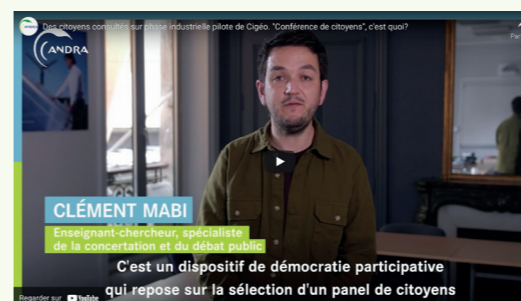 Des citoyens consultés sur phase industrielle pilote de Cigéo. "Conférence de citoyens", c'est quoi?
ANDRA
CLÉMENT MABI
Enseignant-chercheur, spécialiste
de la concertation et du débat public
C'est un dispositif de démocratie participative
qui repose sur la sélection d'un panel de citoyens
Regarder sur YouTube